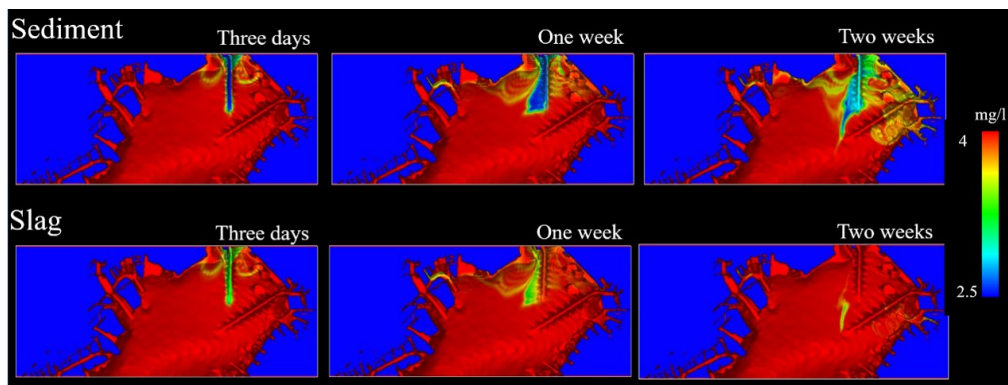 Sediment
Three days
One week
Two weeks
mg/l
4
2.5
Slag
Three days
One week
Two weeks